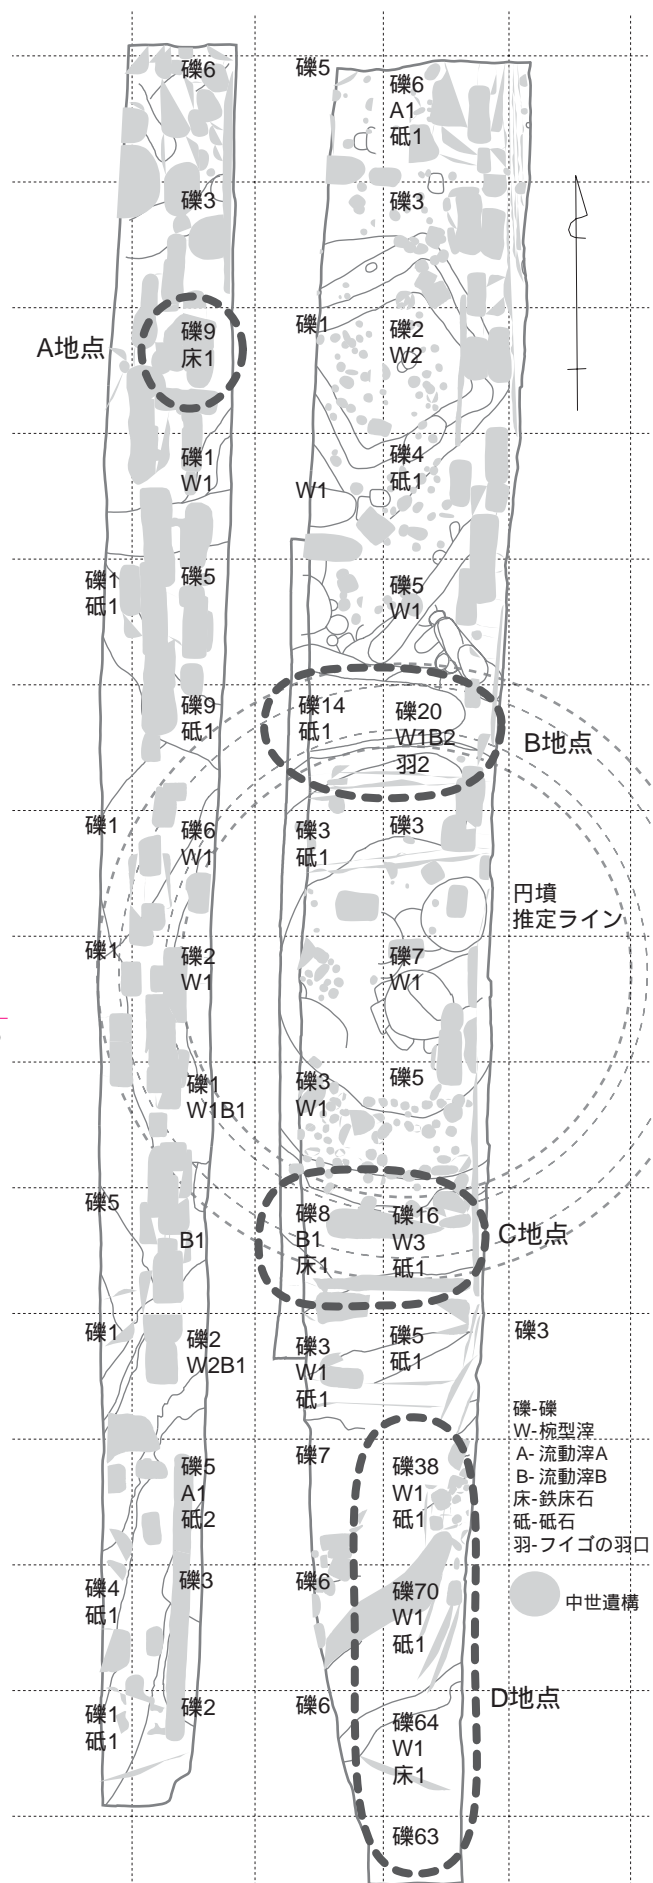 礫6
礫3
A地点
礫9
床1
礫1
W1
礫1
砥1
礫5
礫9
砥1
礫1
礫6
W1
礫1
礫2
W1
礫1
W1B1
礫5
B1
礫1
礫2
W2B1
礫5
A1
砥2
礫4
砥1
礫3
礫1
砥1
礫2
礫5
礫6
A1
砥1
礫3
礫1
礫2
W2
礫4
砥1
W1
礫5
W1
礫14
砥1
礫20
W1B2
羽2
B地点
礫3
砥1
礫3
円墳
推定ライン
礫7
W1
礫3
W1
礫5
礫8
B1
床1
礫16
W3
砥1
C地点
礫3
W1
砥1
礫5
砥1
礫3
礫7
礫38
W1
砥1
礫6
礫70
W1
砥1
礫6
礫64
W1
床1
D地点
礫63
礫-礫
W-椀型滓
A-流動滓A
B-流動滓B
床-鉄床石
砥-砥石
羽-フイゴの羽口
中世遺構